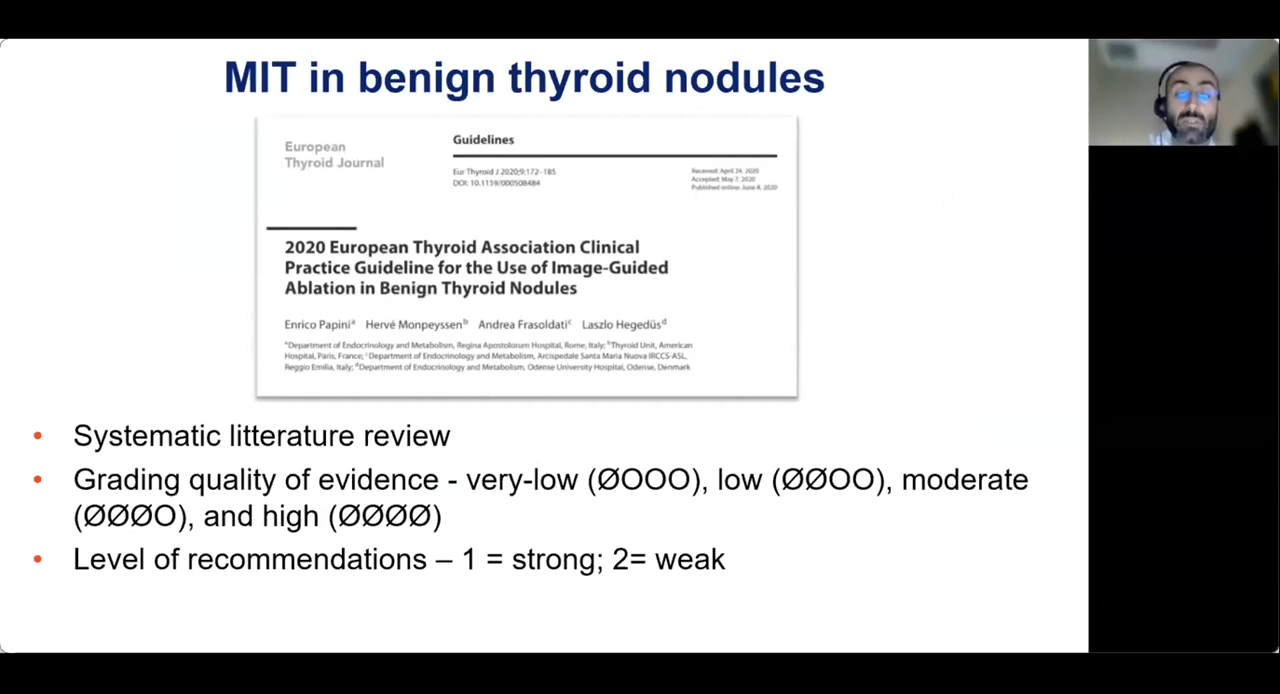 MIT in benign thyroid nodules
European
Thyroid Journal
Guidelines
Eur Thyroid J 2020;9:172–185
DOI: 10.1159/000508484
Received: April 24, 2020
Accepted: May 7, 2020
Published online: June 8, 2020
2020 European Thyroid Association Clinical
Practice Guideline for the Use of Image-Guided
Ablation in Benign Thyroid Nodules
Enrico Papiniᵃ Hervé Monpeyssenᵇ Andrea Frasoldatiᶜ Laszlo Hegedüsᵈ
ᵃDepartment of Endocrinology and Metabolism, Regina Apostolorum Hospital, Rome, Italy; ᵇThyroid Unit, American
Hospital, Paris, France; ᶜDepartment of Endocrinology and Metabolism, Arcispedale Santa Maria Nuova IRCCS-ASL,
Reggio Emilia, Italy; ᵈDepartment of Endocrinology and Metabolism, Odense University Hospital, Odense, Denmark
• Systematic litterature review
• Grading quality of evidence - very-low (ØOOO), low (ØØOO), moderate
(ØØØO), and high (ØØØØ)
• Level of recommendations – 1 = strong; 2= weak